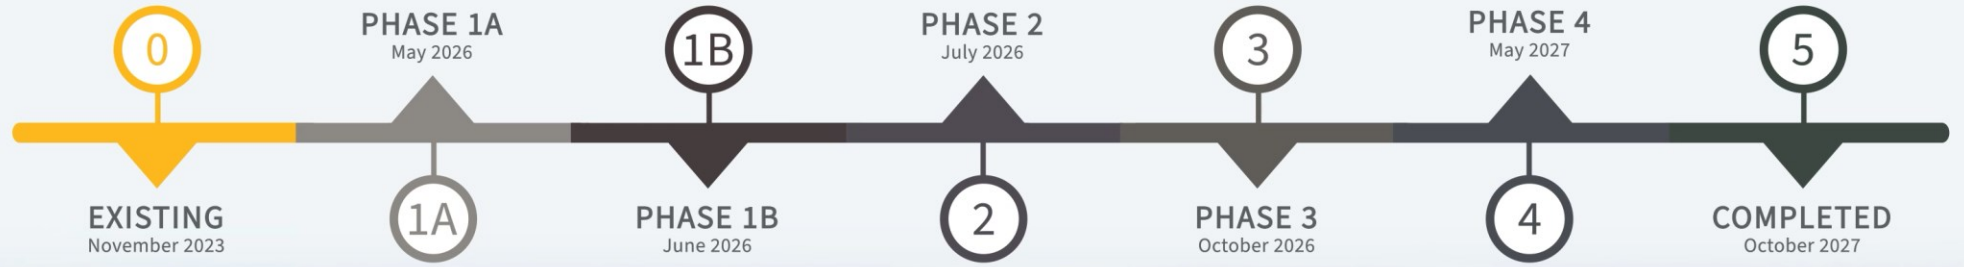 0
EXISTING
November 2023
PHASE 1A
May 2026
1A
1B
PHASE 1B
June 2026
PHASE 2
July 2026
2
3
PHASE 3
October 2026
PHASE 4
May 2027
4
5
COMPLETED
October 2027